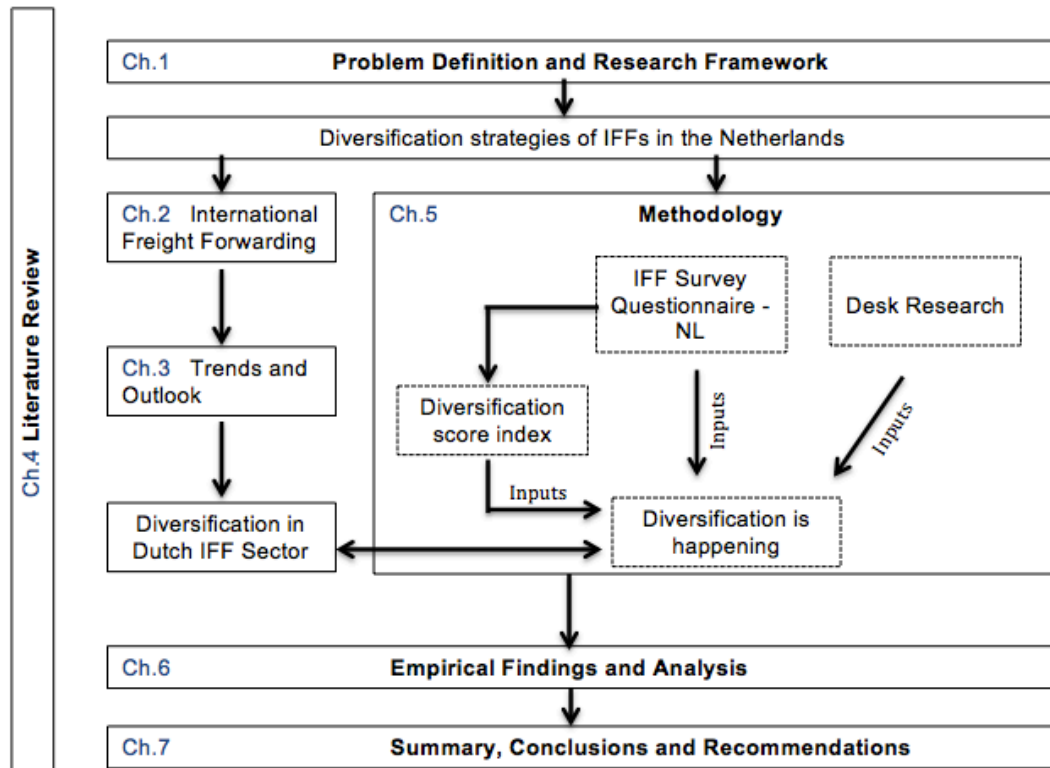 Ch.4 Literature Review
Ch.1 Problem Definition and Research Framework
Diversification strategies of IFFs in the Netherlands
Ch.2 International
Freight Forwarding
Ch.3 Trends and
Outlook
Diversification in
Dutch IFF Sector
Ch.5 Methodology
IFF Survey
Questionnaire -
NL
Desk Research
Diversification
score index
Inputs
Inputs
Inputs
Diversification is
happening
Ch.6 Empirical Findings and Analysis
Ch.7 Summary, Conclusions and Recommendations